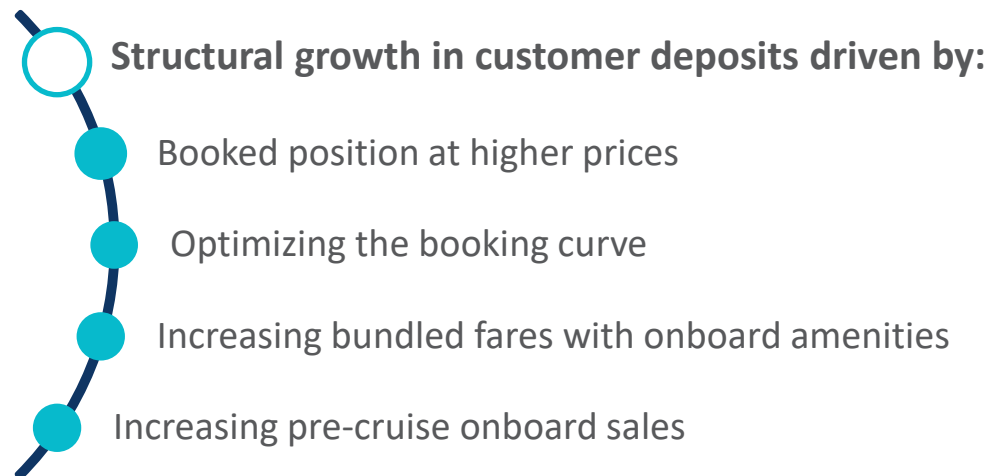 Structural growth in customer deposits driven by:
Booked position at higher prices
Optimizing the booking curve
Increasing bundled fares with onboard amenities
Increasing pre-cruise onboard sales